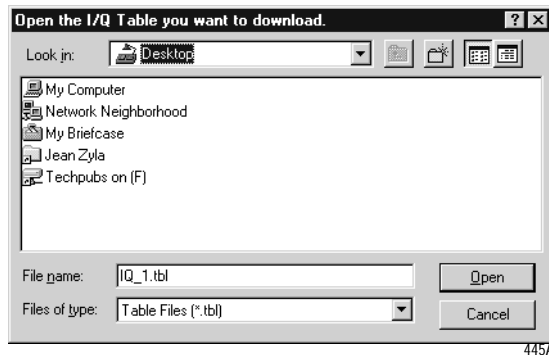 Open the I/Q Table you want to download.
Look in: Desktop
My Computer
Network Neighborhood
My Briefcase
Jean Zyla
Techpubs on (F)
File name: IQ_1.tbl Open
Files of type: Table Files (*.tbl) Cancel
445A